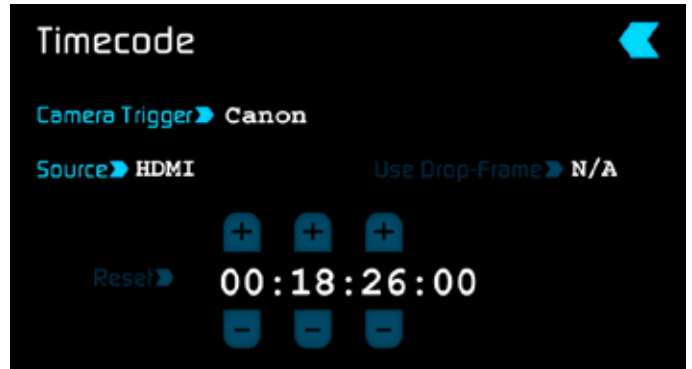 Timecode
Camera Trigger Canon
Source HDMI Use Drop-Frame N/A
+ + +
Reset 00:18:26:00
- - -